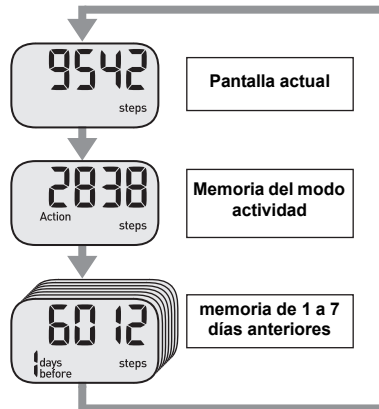 9542
steps
Pantalla actual
2838
Action
steps
Memoria del modo
actividad
6012
1 days
before
steps
memoria de 1 a 7
días anteriores